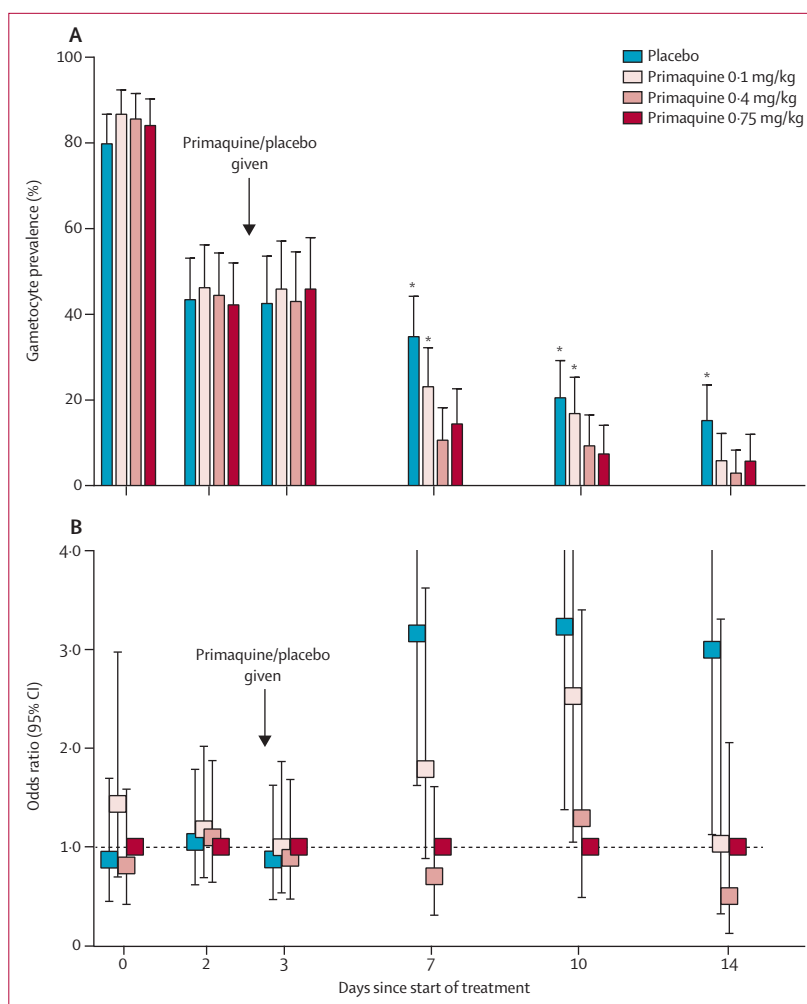 A
100
80
60
40
20
0
Gametocyte prevalence (%)
Primaquine/placebo
given
Placebo
Primaquine 0·1 mg/kg
Primaquine 0·4 mg/kg
Primaquine 0·75 mg/kg
*
*
*
*
*
B
4·0
3·0
2·0
1·0
0
Odds ratio (95% CI)
Primaquine/placebo
given
0 2 3 7 10 14
Days since start of treatment